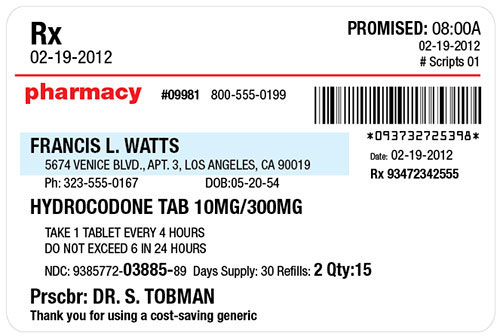 Rx
02-19-2012
PROMISED: 08:00A
02-19-2012
# Scripts 01
pharmacy #09981 800-555-0199
*093732725398*
Date: 02-19-2012
Rx 93472342555
FRANCIS L. WATTS
5674 VENICE BLVD., APT. 3, LOS ANGELES, CA 90019
Ph: 323-555-0167 DOB:05-20-54
HYDROCODONE TAB 10MG/300MG
TAKE 1 TABLET EVERY 4 HOURS
DO NOT EXCEED 6 IN 24 HOURS
NDC: 9385772-03885-89 Days Supply: 30 Refills: 2 Qty:15
Prscbr: DR. S. TOBMAN
Thank you for using a cost-saving generic